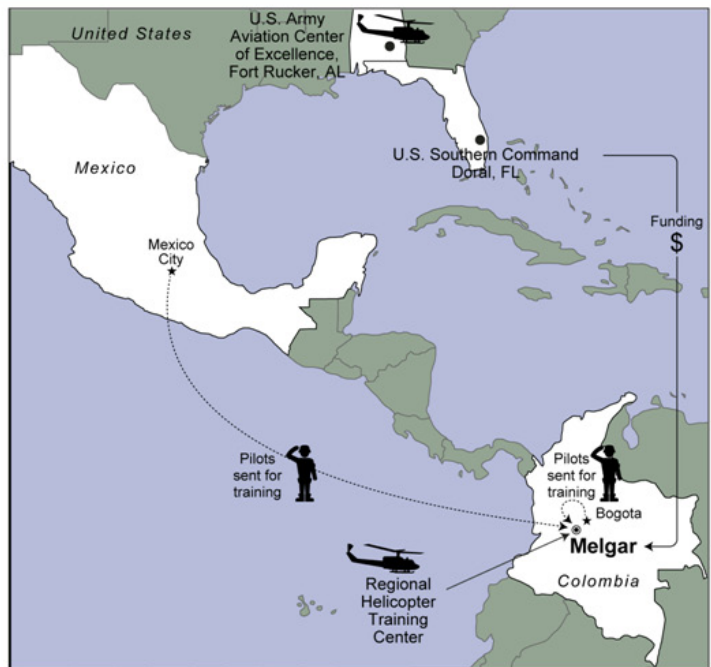 United States
U.S. Army
Aviation Center
of Excellence,
Fort Rucker, AL
Mexico
U.S. Southern Command
Doral, FL
Funding
$
Mexico
City
Pilots
sent for
training
Pilots
sent for
training
Bogota
Melgar
Colombia
Regional
Helicopter
Training
Center